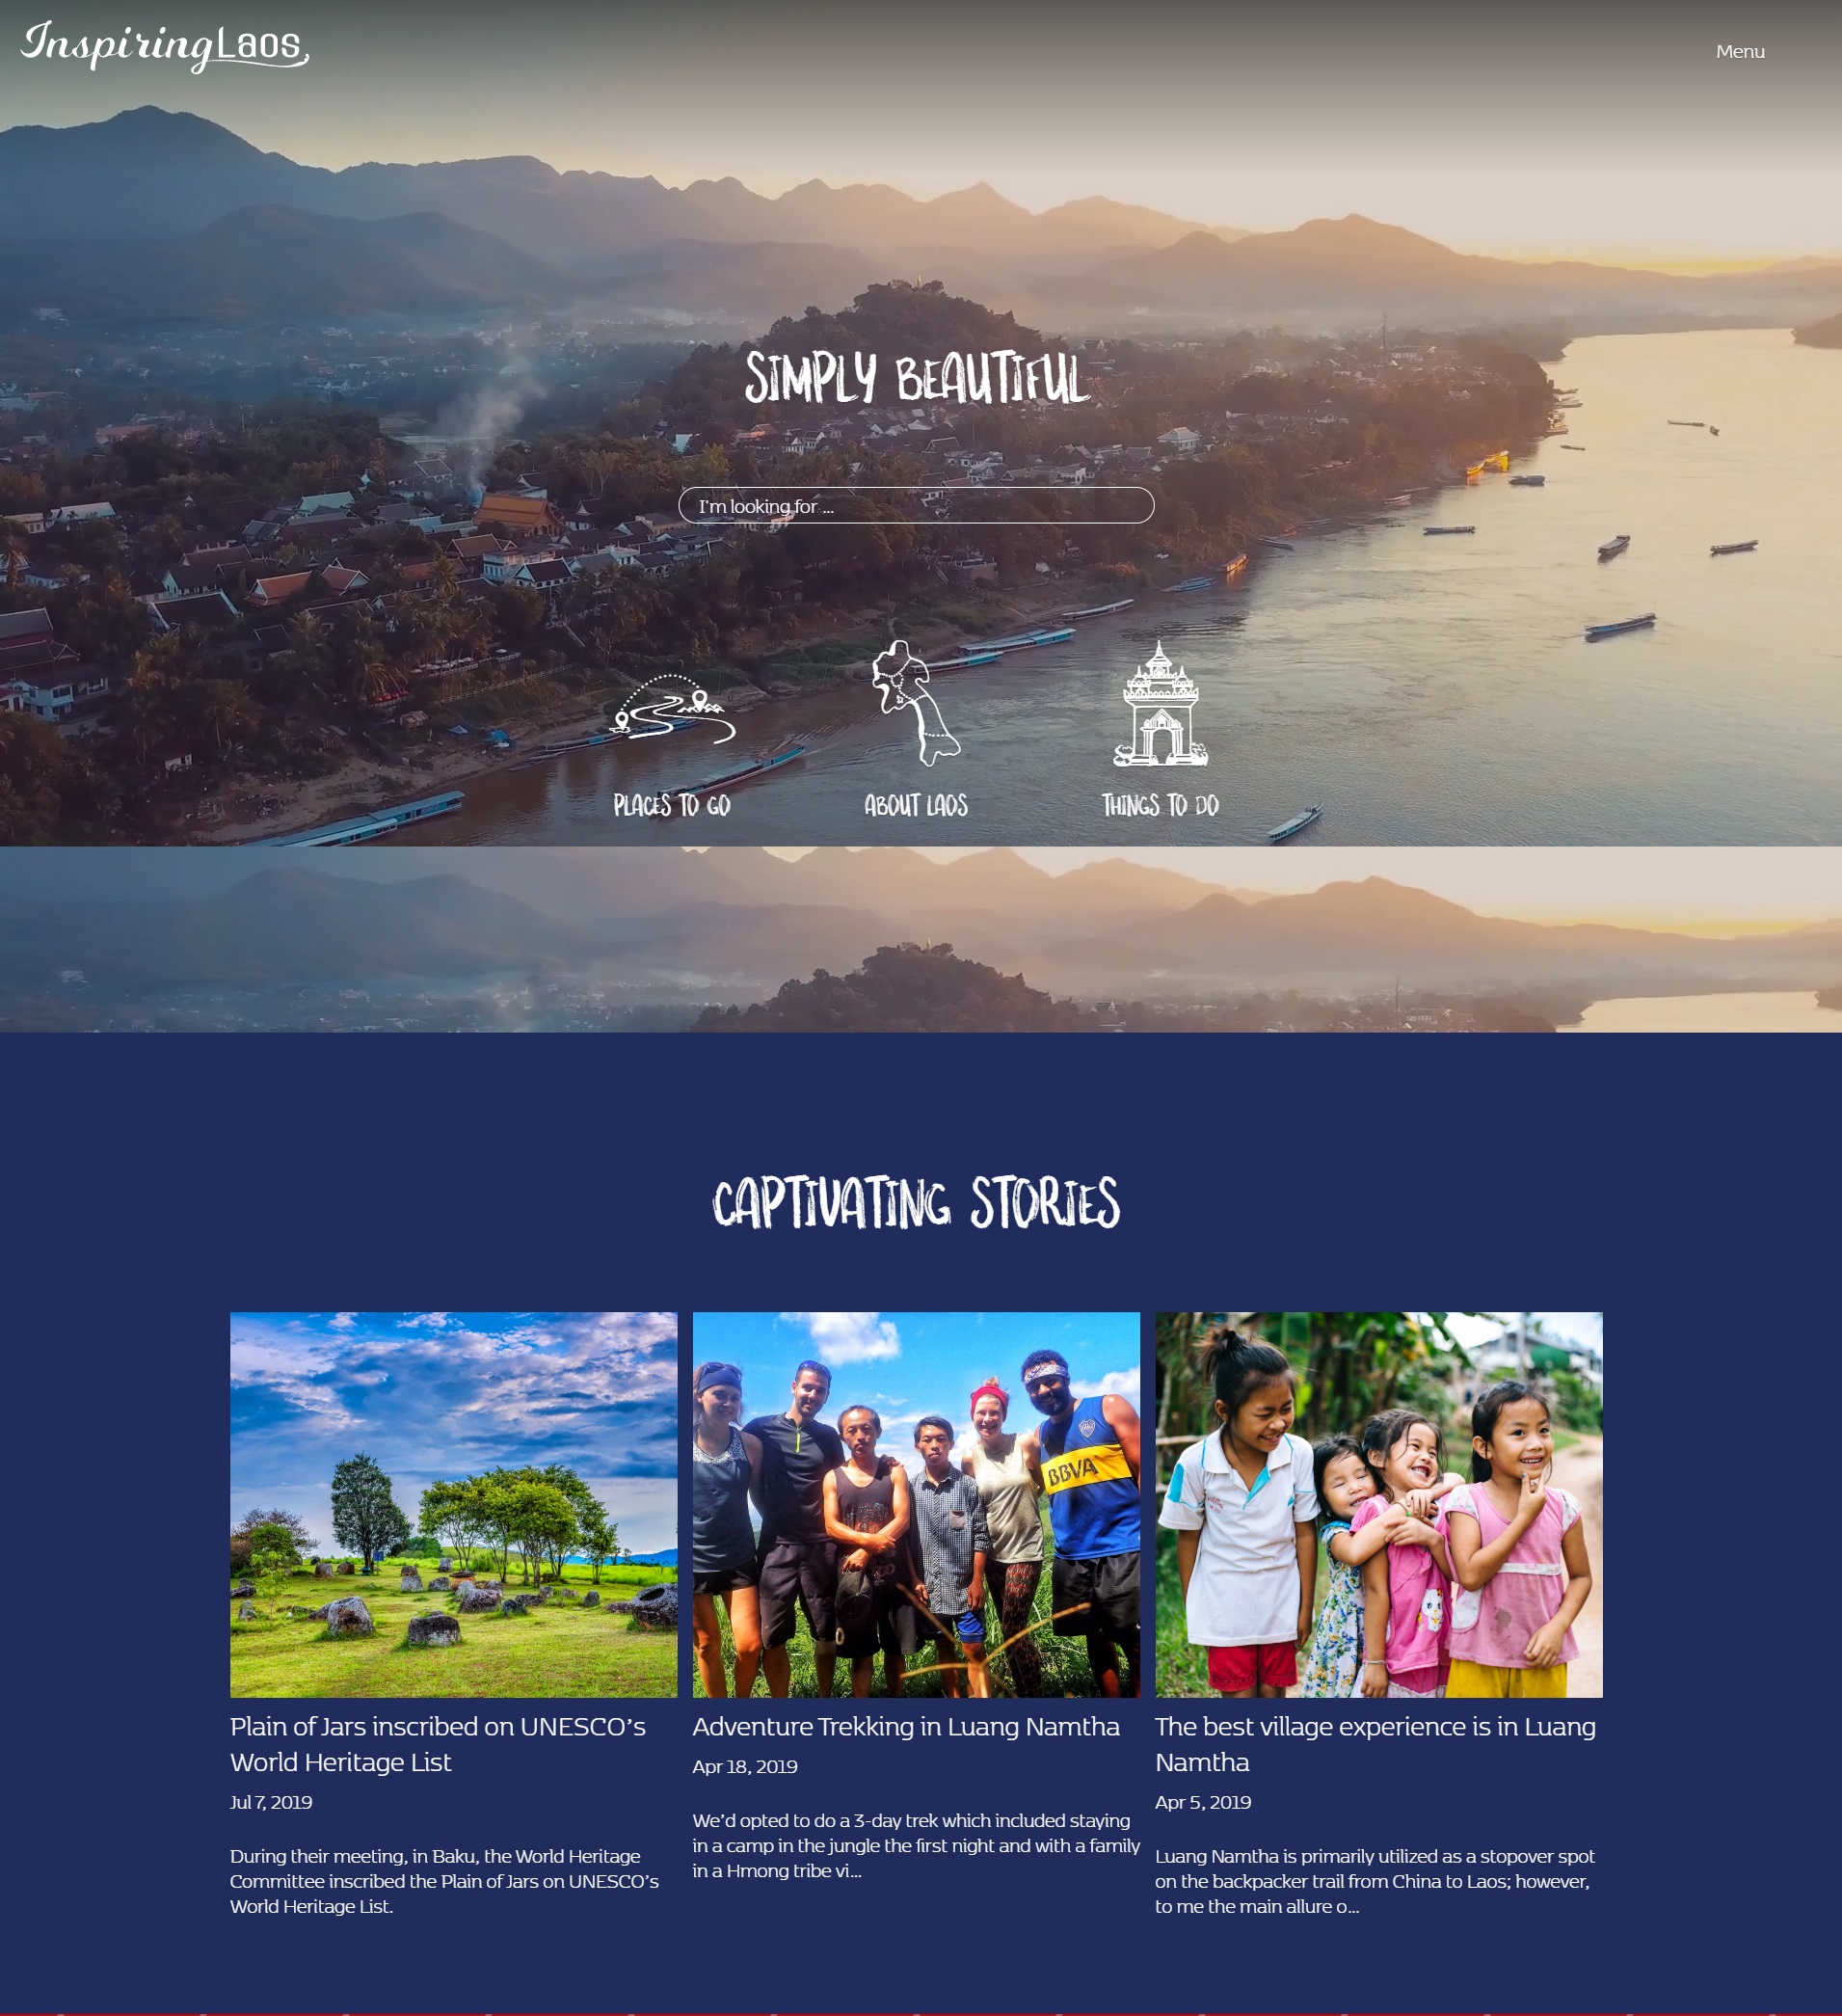 InspiringLaos
Menu
SIMPLY BEAUTIFUL
I'm looking for ...
PLACES TO GO
ABOUT LAOS
THINGS TO DO
CAPTIVATING STORIES
BBVA
Plain of Jars inscribed on UNESCO's
World Heritage List
Jul 7, 2019
During their meeting, in Baku, the World Heritage
Committee inscribed the Plain of Jars on UNESCO's
World Heritage List.
Adventure Trekking in Luang Namtha
Apr 18, 2019
We'd opted to do a 3-day trek which included staying
in a camp in the jungle the first night and with a family
in a Hmong tribe vi...
The best village experience is in Luang
Namtha
Apr 5, 2019
Luang Namtha is primarily utilized as a stopover spot
on the backpacker trail from China to Laos; however,
to me the main allure o...